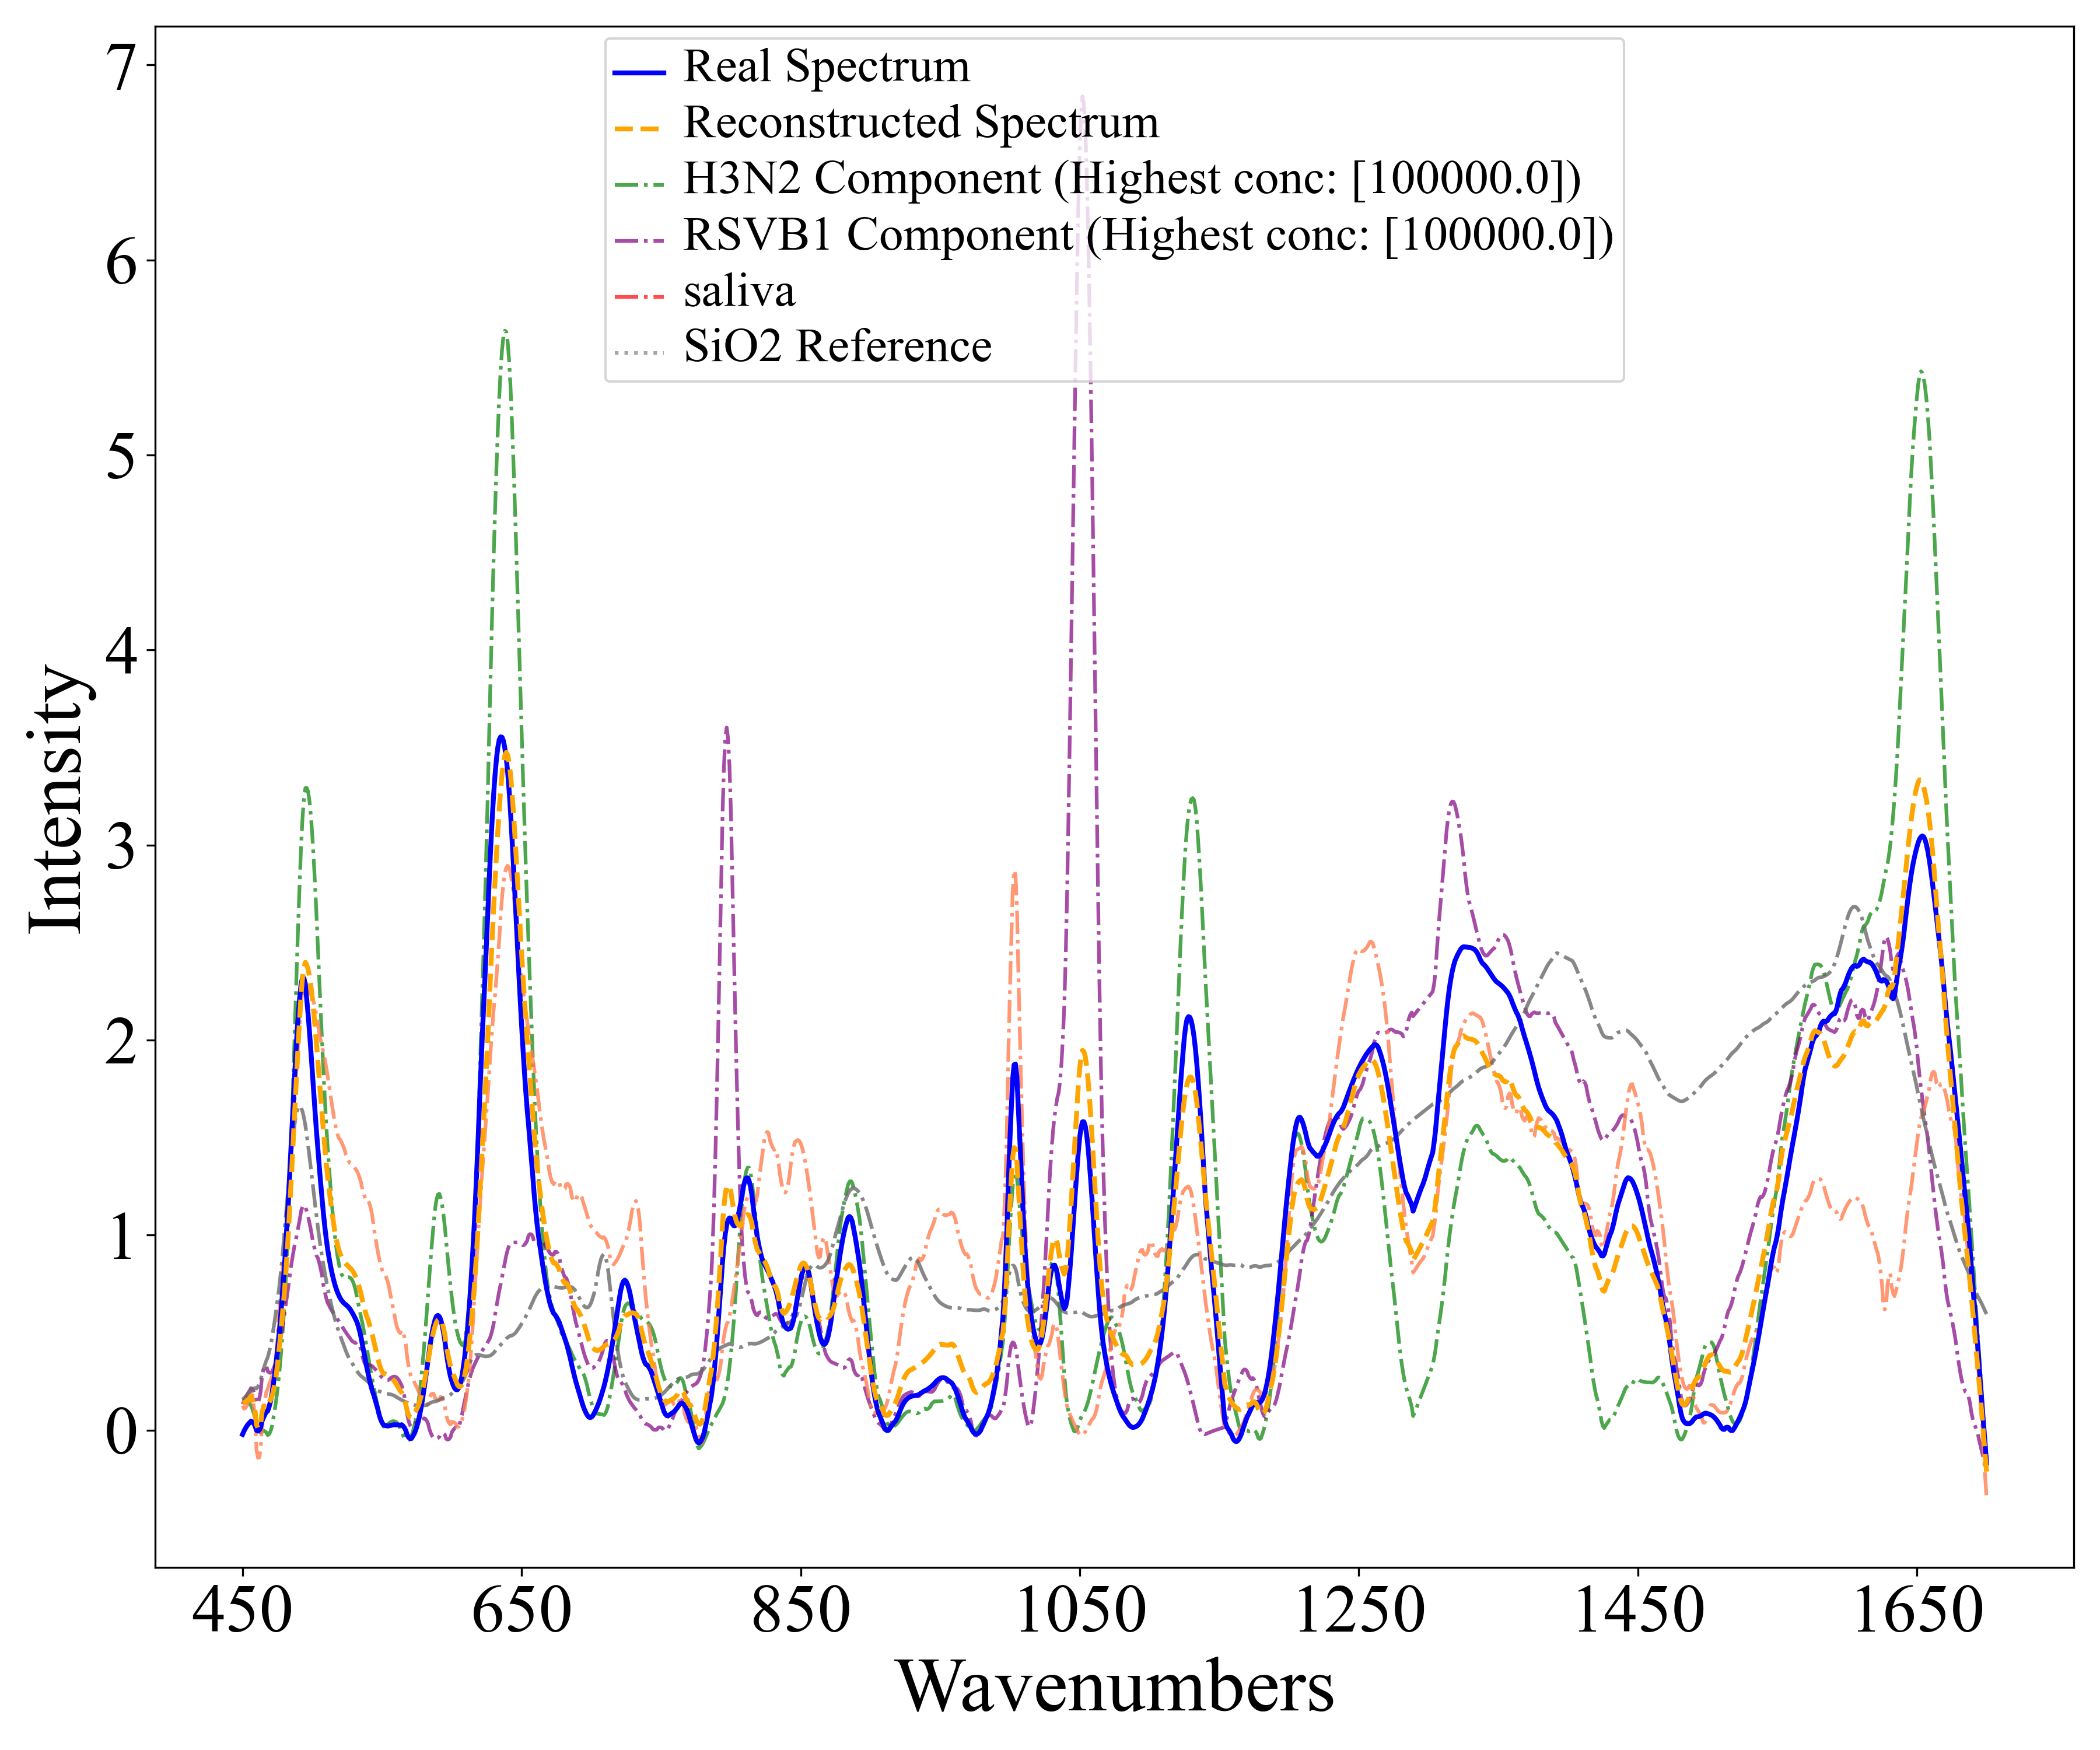 Real Spectrum
Reconstructed Spectrum
H3N2 Component (Highest conc: [100000.0])
RSVB1 Component (Highest conc: [100000.0])
saliva
SiO2 Reference
7
6
5
4
3
2
1
0
Intensity
450 650 850 1050 1250 1450 1650
Wavenumbers